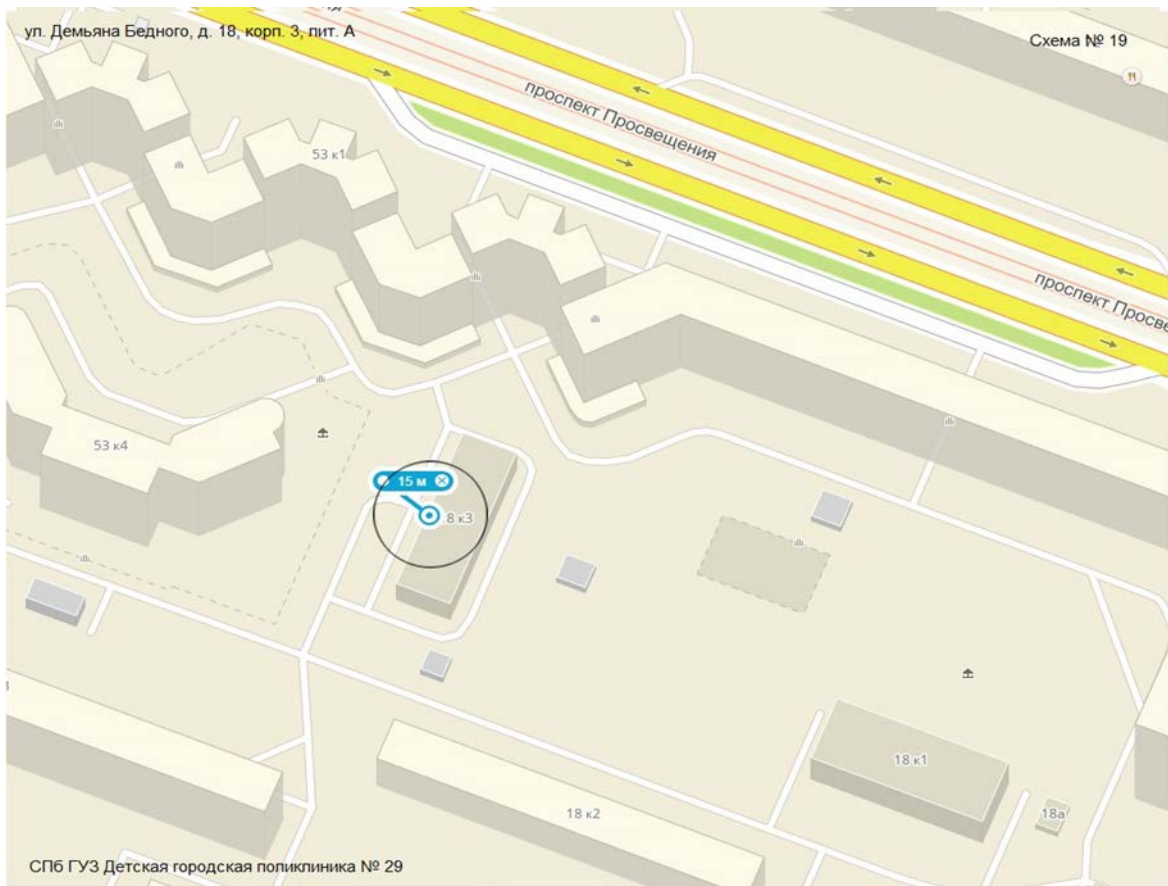 ул. Демьяна Бедного, д. 18, корп. 3, лит. А
Схема № 19
проспект Просвещения
53 к1
проспект Просве
53 к4
15 м
8 к3
18 к1
18 к2
18а
СПб ГУЗ Детская городская поликлиника № 29